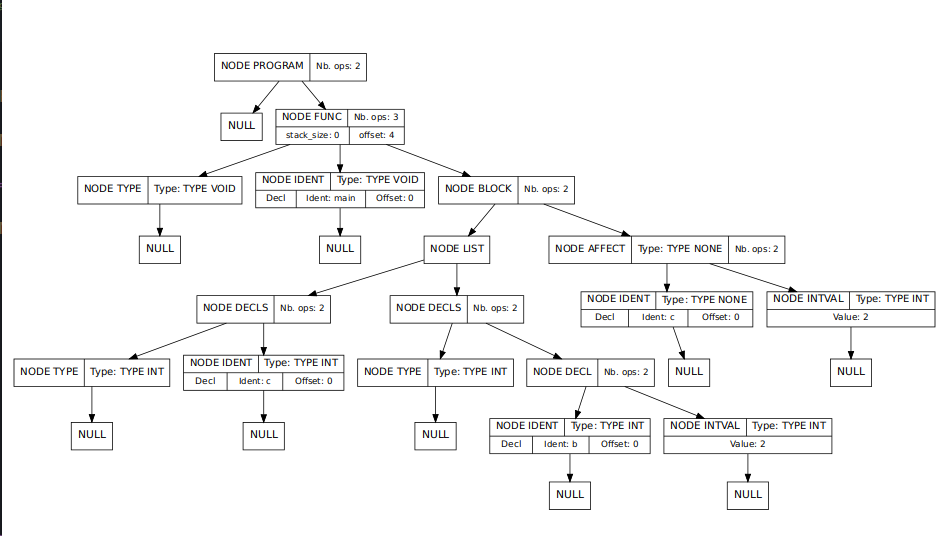 NODE PROGRAM Nb. ops: 2
NULL
NODE FUNC Nb. ops: 3
stack_size: 0 offset: 4
NODE TYPE Type: TYPE VOID
NODE IDENT Type: TYPE VOID
Decl Ident: main Offset: 0
NODE BLOCK Nb. ops: 2
NULL
NULL
NODE LIST
NODE AFFECT Type: TYPE NONE Nb. ops: 2
NODE DECLS Nb. ops: 2
NODE DECLS Nb. ops: 2
NODE IDENT Type: TYPE NONE
Decl Ident: c Offset: 0
NODE INTVAL Type: TYPE INT
Value: 2
NODE TYPE Type: TYPE INT
NODE IDENT Type: TYPE INT
Decl Ident: c Offset: 0
NODE TYPE Type: TYPE INT
NODE DECL Nb. ops: 2
NULL
NULL
NULL
NULL
NULL
NODE IDENT Type: TYPE INT
Decl Ident: b Offset: 0
NODE INTVAL Type: TYPE INT
Value: 2
NULL
NULL